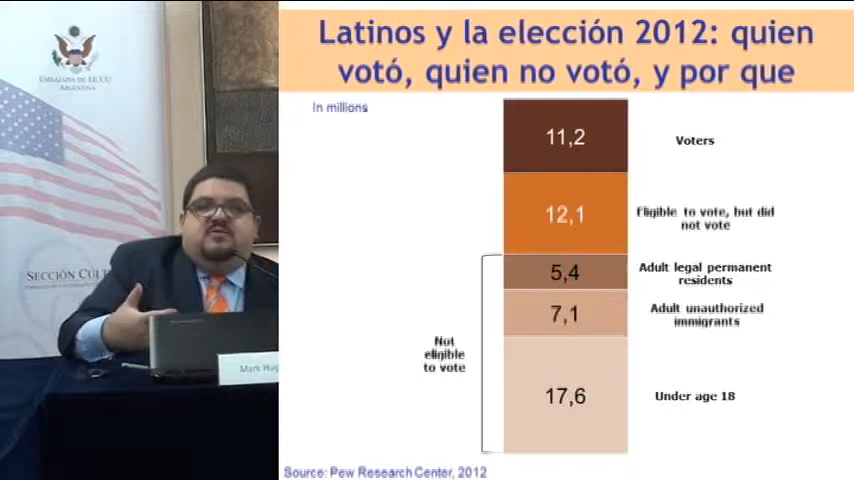 Latinos y la elección 2012: quien
votó, quien no votó, y por que
In millions
11,2
Voters
12,1
Eligible to vote, but did
not vote
5,4
Adult legal permanent
residents
7,1
Adult unauthorized
immigrants
Not
eligible
to vote
17,6
Under age 18
Source: Pew Research Center, 2012
EMBAJADA DE EE.UU
ARGENTINA
SECCIÓN CULT
Mark Hug